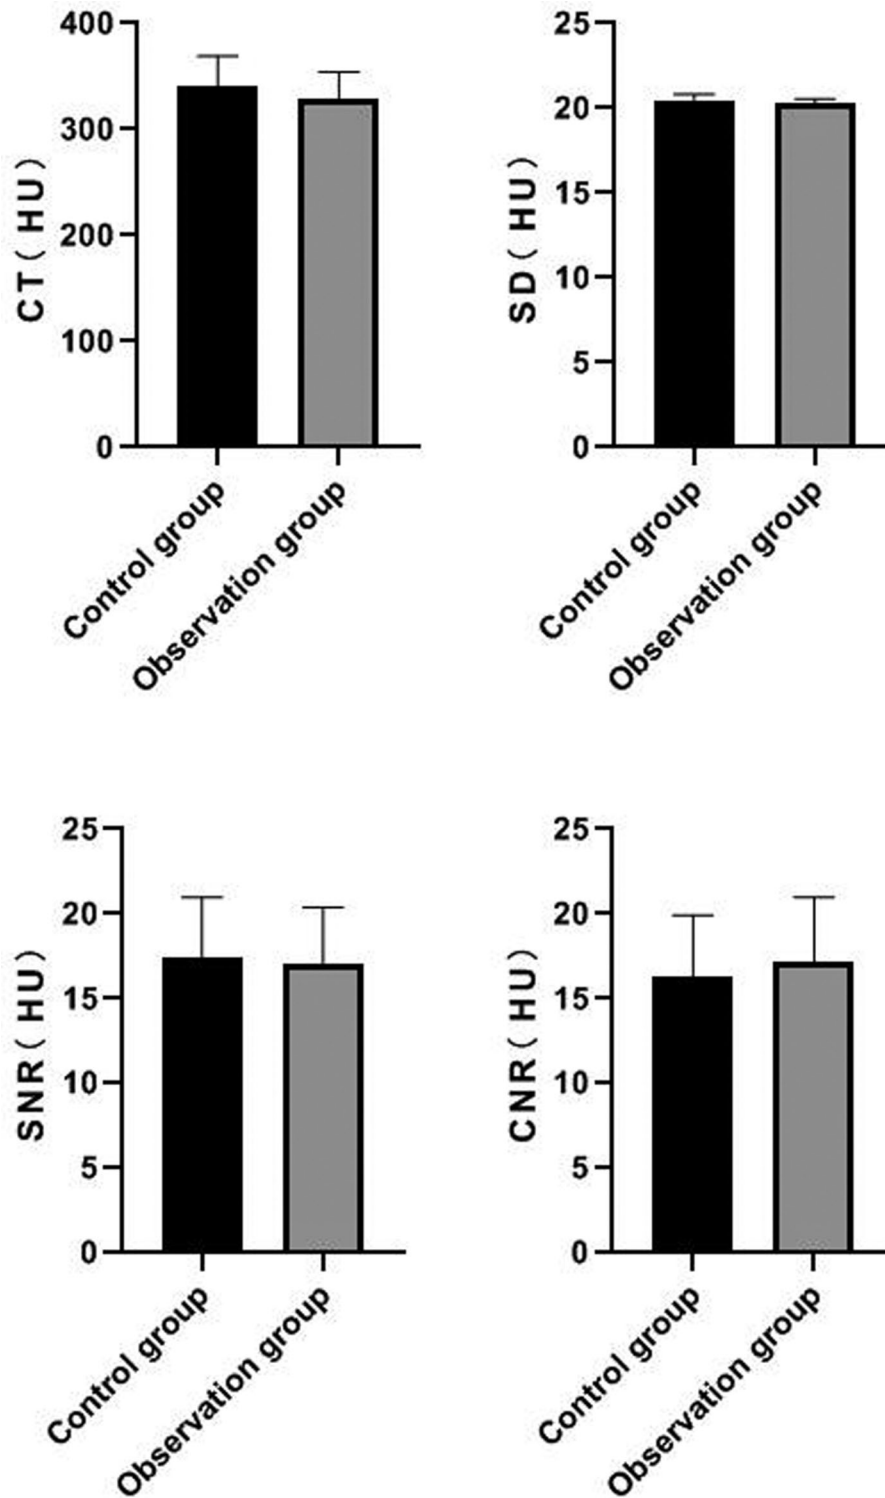 400
300
200
100
0
CT( HU)
Control group
Observation group
25
20
15
10
5
0
SD( HU)
Control group
Observation group
25
20
15
10
5
0
SNR( HU)
Control group
Observation group
25
20
15
10
5
0
CNR( HU)
Control group
Observation group